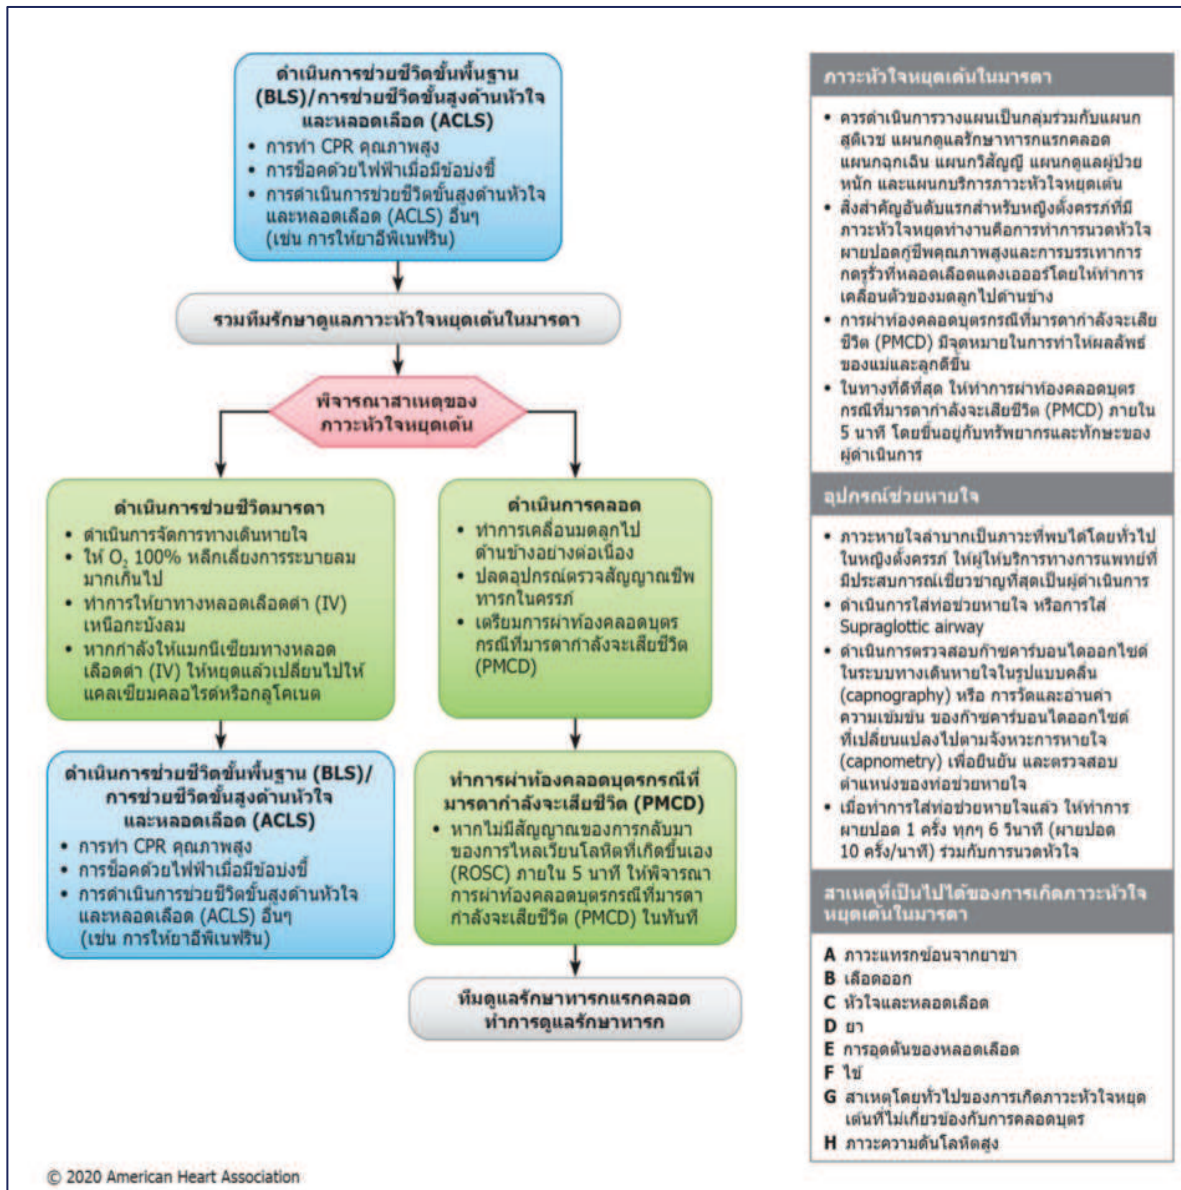 ดำเนินการช่วยชีวิตขั้นพื้นฐาน
(BLS)/การช่วยชีวิตขั้นสูงด้านหัวใจ
และหลอดเลือด (ACLS)
• การทำ CPR คุณภาพสูง
• การช็อคด้วยไฟฟ้าเมื่อมีข้อบ่งชี้
• การดำเนินการช่วยชีวิตขั้นสูงด้านหัวใจ
และหลอดเลือด (ACLS) อื่นๆ
(เช่น การให้ยาอีพิเนฟริน)
รวมทีมรักษาดูแลภาวะหัวใจหยุดเต้นในมารดา
พิจารณาสาเหตุของ
ภาวะหัวใจหยุดเต้น
ดำเนินการช่วยชีวิตมารดา
• ดำเนินการจัดการทางเดินหายใจ
• ให้ O₂ 100% หลีกเลี่ยงการระบายลม
มากเกินไป
• ทำการให้ยาทางหลอดเลือดดำ (IV)
เหนือกะบังลม
• หากกำลังให้แมกนีเซียมทางหลอด
เลือดดำ (IV) ให้หยุดแล้วเปลี่ยนไปให้
แคลเซียมคลอไรด์หรือกลูโคเนต
ดำเนินการช่วยชีวิตขั้นพื้นฐาน (BLS)/
การช่วยชีวิตขั้นสูงด้านหัวใจ
และหลอดเลือด (ACLS)
• การทำ CPR คุณภาพสูง
• การช็อคด้วยไฟฟ้าเมื่อมีข้อบ่งชี้
• การดำเนินการช่วยชีวิตขั้นสูงด้านหัวใจ
และหลอดเลือด (ACLS) อื่นๆ
(เช่น การให้ยาอีพิเนฟริน)
ดำเนินการคลอด
• ทำการเคลื่อนมดลูกไป
ด้านข้างอย่างต่อเนื่อง
• ปลดอุปกรณ์ตรวจสัญญาณชีพ
ทารกในครรภ์
• เตรียมการผ่าท้องคลอดบุตร
กรณีที่มารดากำลังจะเสียชีวิต
(PMCD)
ทำการผ่าท้องคลอดบุตรกรณีที่
มารดากำลังจะเสียชีวิต (PMCD)
• หากไม่มีสัญญาณของการกลับมา
ของการไหลเวียนโลหิตที่เกิดขึ้นเอง
(ROSC) ภายใน 5 นาที ให้พิจารณา
การผ่าท้องคลอดบุตรกรณีที่มารดา
กำลังจะเสียชีวิต (PMCD) ในทันที
ทีมดูแลรักษาทารกแรกคลอด
ทำการดูแลรักษาทารก
ภาวะหัวใจหยุดเต้นในมารดา
• ควรดำเนินการวางแผนเป็นกลุ่มร่วมกับแผนก
สูติเวช แผนกดูแลรักษาทารกแรกคลอด
แผนกฉุกเฉิน แผนกวิสัญญี แผนกดูแลผู้ป่วย
หนัก และแผนกบริการภาวะหัวใจหยุดเต้น
• สิ่งสำคัญอันดับแรกสำหรับหญิงตั้งครรภ์ที่มี
ภาวะหัวใจหยุดทำงานคือการทำการนวดหัวใจ
ผายปอดกู้ชีพคุณภาพสูงและการบรรเทาการ
กดรูรั่วที่หลอดเลือดแดงเอออร์โดยให้ทำการ
เคลื่อนตัวของมดลูกไปด้านข้าง
• การผ่าท้องคลอดบุตรกรณีที่มารดากำลังจะเสีย
ชีวิต (PMCD) มีจุดหมายในการทำให้ผลลัพธ์
ของแม่และลูกดีขึ้น
• ในทางที่ดีที่สุด ให้ทำการผ่าท้องคลอดบุตร
กรณีที่มารดากำลังจะเสียชีวิต (PMCD) ภายใน
5 นาที โดยขึ้นอยู่กับทรัพยากรและทักษะของ
ผู้ดำเนินการ
อุปกรณ์ช่วยหายใจ
• ภาวะหายใจลำบากเป็นภาวะที่พบได้โดยทั่วไป
ในหญิงตั้งครรภ์ ให้ผู้ให้บริการทางการแพทย์ที่
มีประสบการณ์เชี่ยวชาญที่สุดเป็นผู้ดำเนินการ
• ดำเนินการใส่ท่อช่วยหายใจ หรือการใส่
Supraglottic airway
• ดำเนินการตรวจสอบก๊าซคาร์บอนไดออกไซด์
ในระบบทางเดินหายใจในรูปแบบคลื่น
(capnography) หรือ การวัดและอ่านค่า
ความเข้มข้น ของก๊าซคาร์บอนไดออกไซด์
ที่เปลี่ยนแปลงไปตามจังหวะการหายใจ
(capnometry) เพื่อยืนยัน และตรวจสอบ
ตำแหน่งของท่อช่วยหายใจ
• เมื่อทำการใส่ท่อช่วยหายใจแล้ว ให้ทำการ
ผายปอด 1 ครั้ง ทุกๆ 6 วินาที (ผายปอด
10 ครั้ง/นาที) ร่วมกับการนวดหัวใจ
สาเหตุที่เป็นไปได้ของการเกิดภาวะหัวใจ
หยุดเต้นในมารดา
A ภาวะแทรกซ้อนจากยาชา
B เลือดออก
C หัวใจและหลอดเลือด
D ยา
E การอุดตันของหลอดเลือด
F ไข้
G สาเหตุโดยทั่วไปของการเกิดภาวะหัวใจหยุด
เต้นที่ไม่เกี่ยวข้องกับการคลอดบุตร
H ภาวะความดันโลหิตสูง
© 2020 American Heart Association